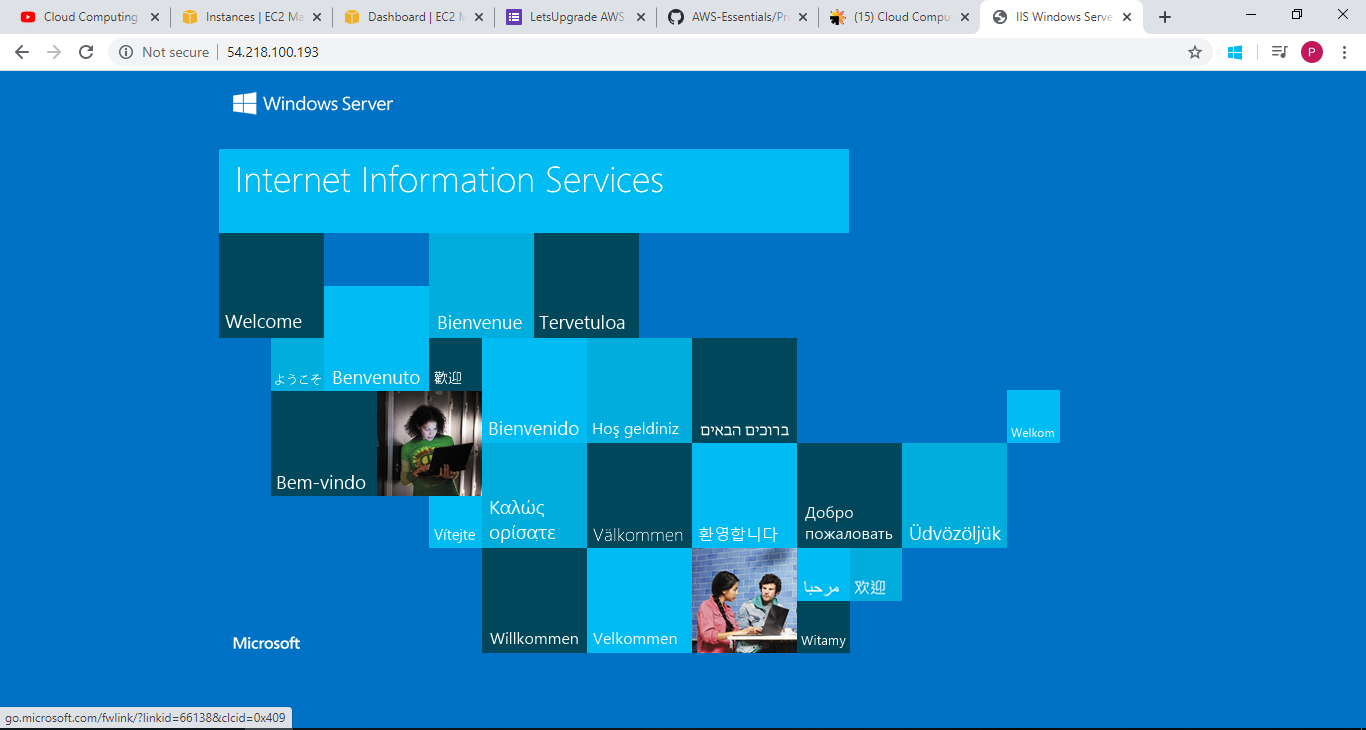 Cloud Computing
Instances | EC2 Ma
Dashboard | EC2 M
LetsUpgrade AWS
AWS-Essentials/Pr
(15) Cloud Compu
IIS Windows Serve
Not secure
54.218.100.193
P
Windows Server
Internet Information Services
Welcome
Bienvenue
Tervetuloa
ようこそ
Benvenuto
歡迎
Bienvenido
Hoş geldiniz
ברוכים הבאים
Welkom
Bem-vindo
Vítejte
Καλώς
ορίσατε
Välkommen
환영합니다
Добро
пожаловать
Üdvözöljük
Willkommen
Velkommen
مرحبا
欢迎
Witamy
Microsoft
go.microsoft.com/fwlink/?linkid=66138&clcid=0x409